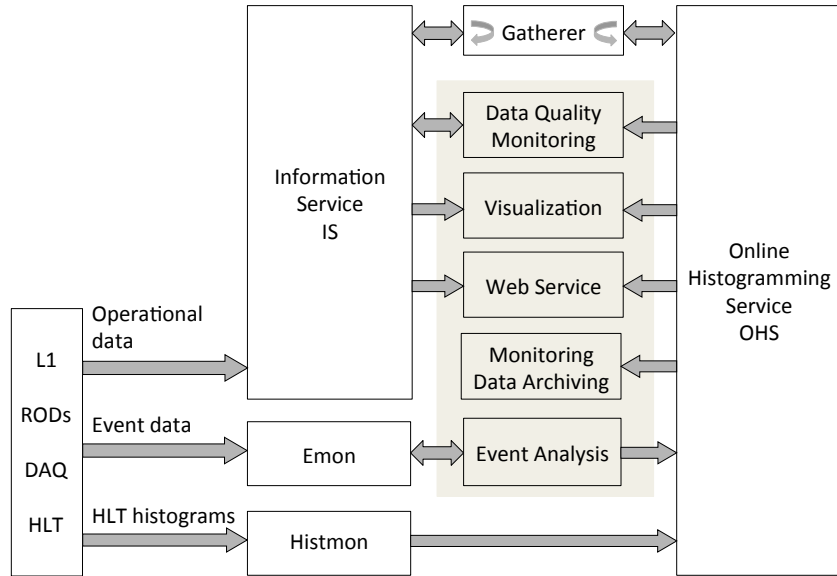 Gatherer
Data Quality
Monitoring
Information
Service
IS
Visualization
Online
Histogramming
Service
OHS
Web Service
Operational
data
Monitoring
Data Archiving
L1
RODs
DAQ
HLT
Event data
Emon
Event Analysis
HLT histograms
Histmon